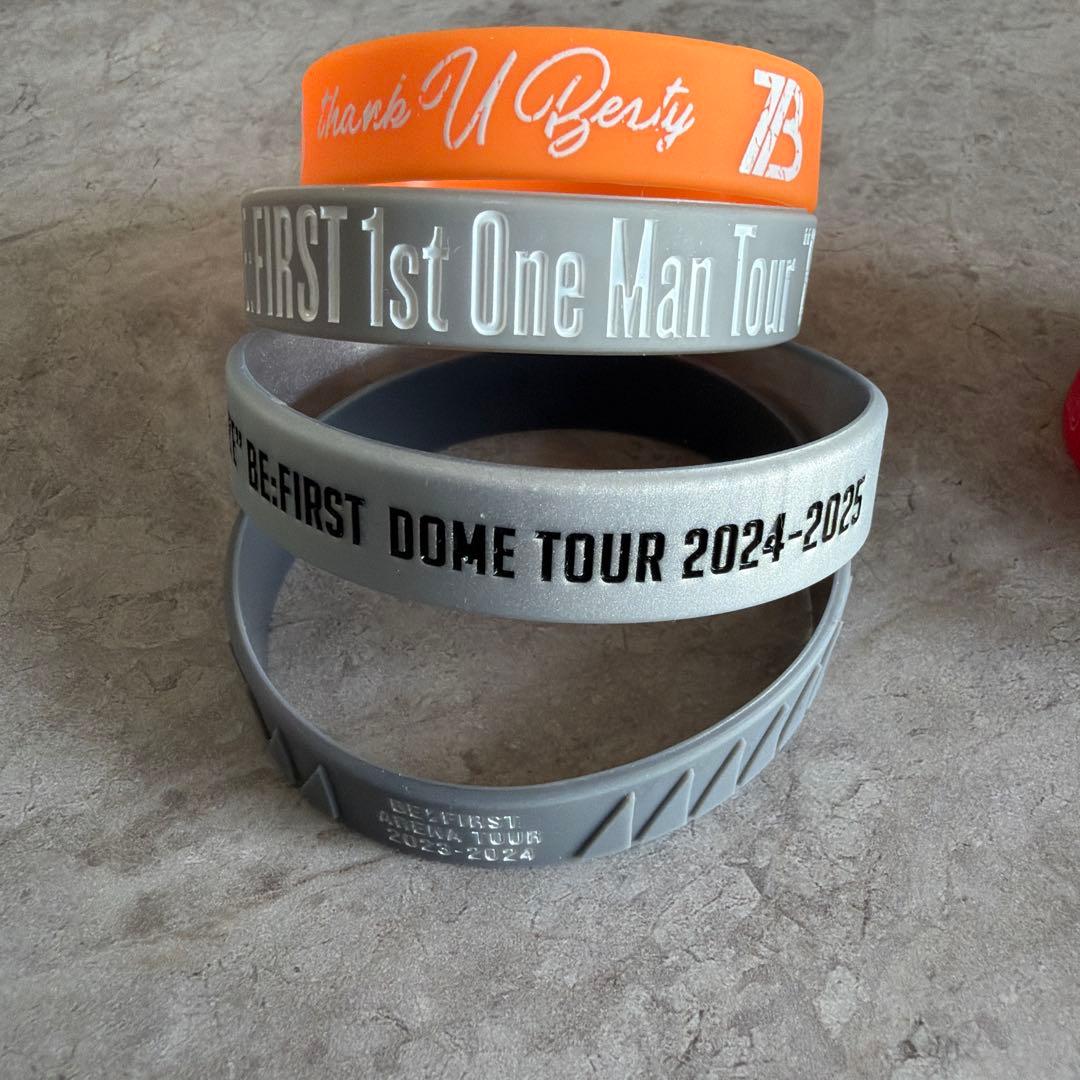 thank U Besty 7B
:FIRST 1st One Man Tour "
E" BE:FIRST DOME TOUR 2024-2025
BE:FIRST
ARENA TOUR
2023-2024